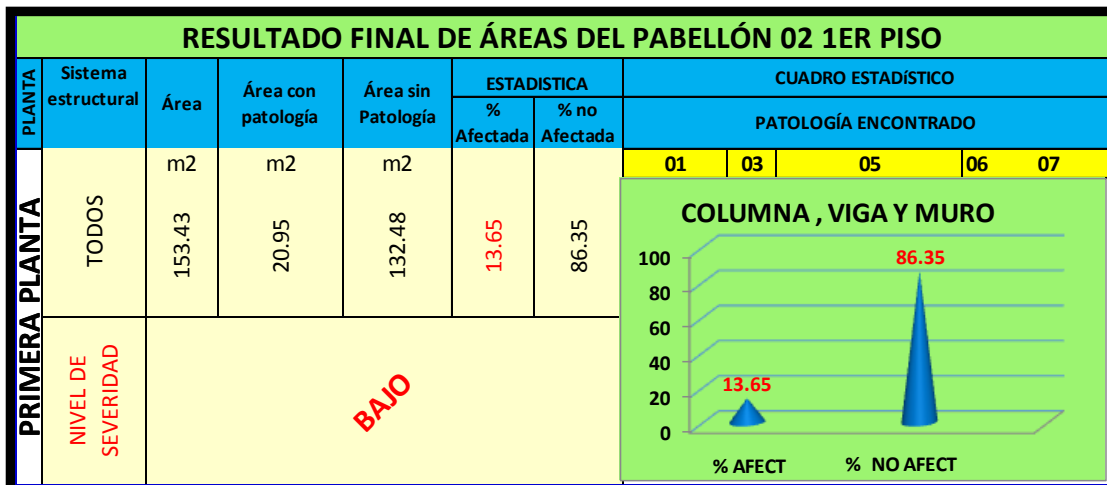 RESULTADO FINAL DE ÁREAS DEL PABELLÓN 02 1ER PISO
PLANTA
Sistema
estructural
Área
Área con
patología
Área sin
Patología
ESTADISTICA
%
Afectada
% no
Afectada
CUADRO ESTADíSTICO
PATOLOGÍA ENCONTRADO
PRIMERA PLANTA
TODOS
m2
153.43
m2
20.95
m2
132.48
13.65
86.35
01 03 05 06 07
COLUMNA , VIGA Y MURO
100
80
60
40
20
0
13.65
86.35
% AFECT
% NO AFECT
NIVEL DE
SEVERIDAD
BAJO